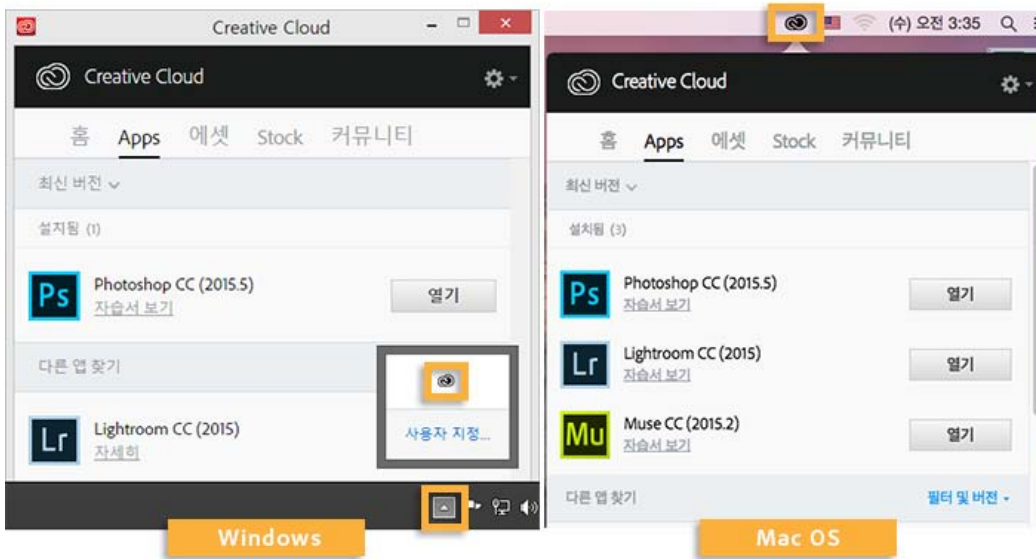 Creative Cloud
Creative Cloud
홈 Apps 에셋 Stock 커뮤니티
최신 버전
설치됨 (1)
Ps
Photoshop CC (2015.5)
자습서 보기
열기
다른 앱 찾기
Lr
Lightroom CC (2015)
자세히
사용자 지정...
Windows
(수) 오전 3:35
Creative Cloud
홈 Apps 에셋 Stock 커뮤니티
최신 버전
설치됨 (3)
Ps
Photoshop CC (2015.5)
자습서 보기
열기
Lr
Lightroom CC (2015)
자습서 보기
열기
Mu
Muse CC (2015.2)
자습서 보기
열기
다른 앱 찾기
필터 및 버전
Mac OS